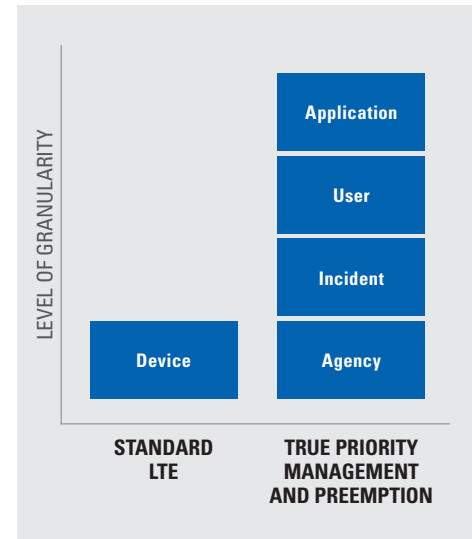 LEVEL OF GRANULARITY
Application
User
Incident
Device
Agency
STANDARD
LTE
TRUE PRIORITY
MANAGEMENT
AND PREEMPTION